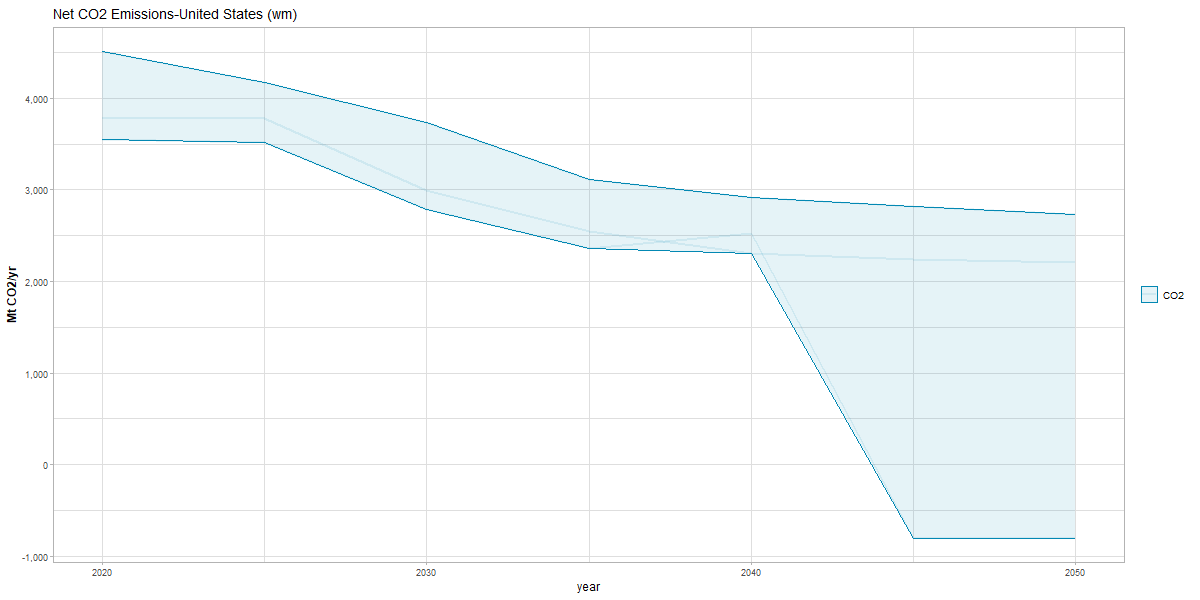 Net CO2 Emissions-United States (wm)
Mt CO2/yr
4,000
3,000
2,000
1,000
0
-1,000
2020
2030
2040
2050
year
CO2